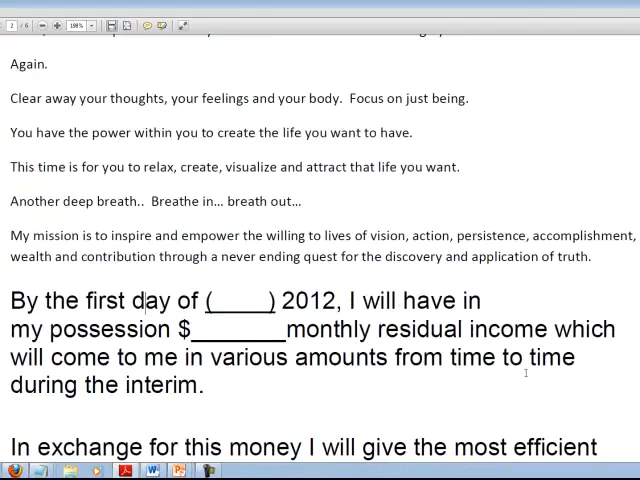 2 / 6 198%
Again.
Clear away your thoughts, your feelings and your body. Focus on just being.
You have the power within you to create the life you want to have.
This time is for you to relax, create, visualize and attract that life you want.
Another deep breath.. Breathe in… breath out…
My mission is to inspire and empower the willing to lives of vision, action, persistence, accomplishment,
wealth and contribution through a never ending quest for the discovery and application of truth.
By the first day of (____) 2012, I will have in
my possession $_______monthly residual income which
will come to me in various amounts from time to time
during the interim.
In exchange for this money I will give the most efficient